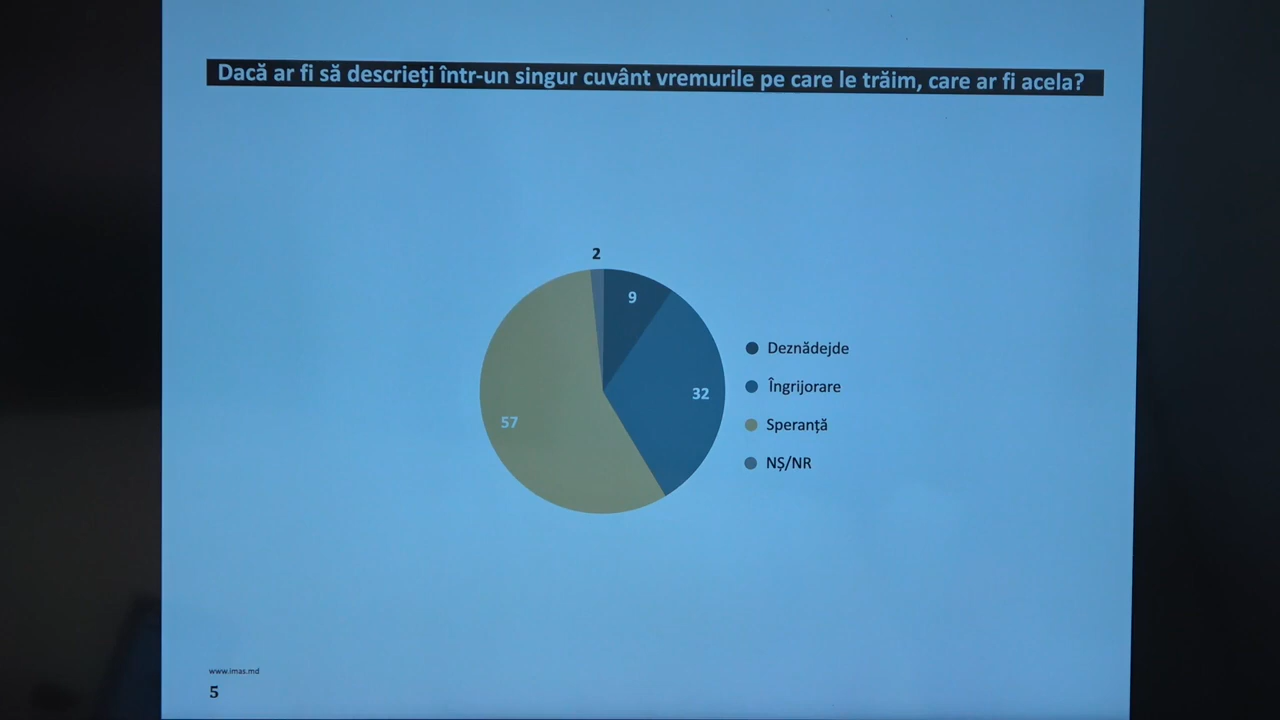 Dacă ar fi să descrieți într-un singur cuvânt vremurile pe care le trăim, care ar fi acela?
2
9
32
57
Deznădejde
Îngrijorare
Speranță
NȘ/NR
www.imas.md
5